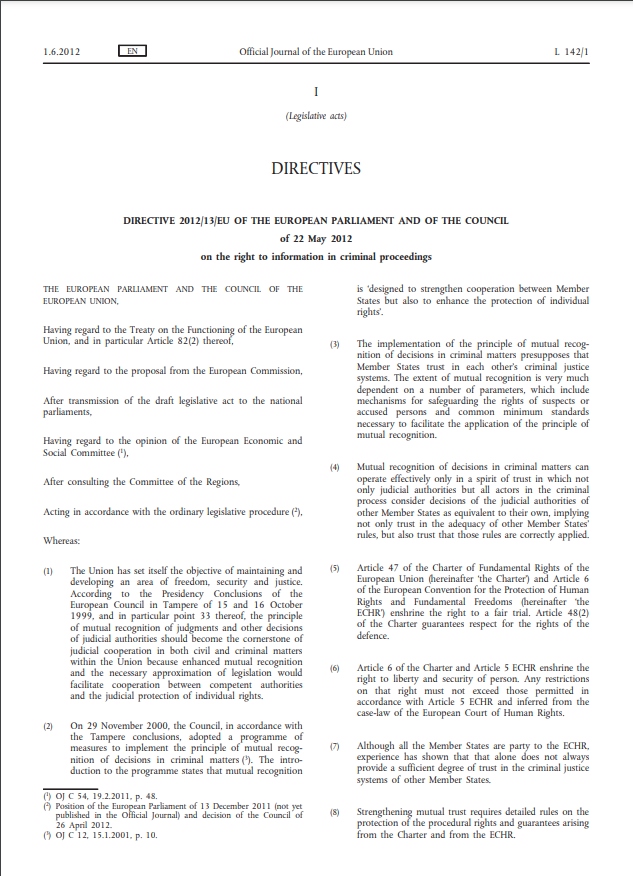 1.6.2012
EN
Official Journal of the European Union
L 142/1
I
(Legislative acts)
DIRECTIVES
DIRECTIVE 2012/13/EU OF THE EUROPEAN PARLIAMENT AND OF THE COUNCIL
of 22 May 2012
on the right to information in criminal proceedings
THE EUROPEAN PARLIAMENT AND THE COUNCIL OF THE
EUROPEAN UNION,
Having regard to the Treaty on the Functioning of the European
Union, and in particular Article 82(2) thereof,
Having regard to the proposal from the European Commission,
After transmission of the draft legislative act to the national
parliaments,
Having regard to the opinion of the European Economic and
Social Committee (¹),
After consulting the Committee of the Regions,
Acting in accordance with the ordinary legislative procedure (²),
Whereas:
(1) The Union has set itself the objective of maintaining and
developing an area of freedom, security and justice.
According to the Presidency Conclusions of the
European Council in Tampere of 15 and 16 October
1999, and in particular point 33 thereof, the principle
of mutual recognition of judgments and other decisions
of judicial authorities should become the cornerstone of
judicial cooperation in both civil and criminal matters
within the Union because enhanced mutual recognition
and the necessary approximation of legislation would
facilitate cooperation between competent authorities
and the judicial protection of individual rights.
(2) On 29 November 2000, the Council, in accordance with
the Tampere conclusions, adopted a programme of
measures to implement the principle of mutual recog-
nition of decisions in criminal matters (³). The intro-
duction to the programme states that mutual recognition
(¹) OJ C 54, 19.2.2011, p. 48.
(²) Position of the European Parliament of 13 December 2011 (not yet
published in the Official Journal) and decision of the Council of
26 April 2012.
(³) OJ C 12, 15.1.2001, p. 10.
is ‘designed to strengthen cooperation between Member
States but also to enhance the protection of individual
rights’.
(3) The implementation of the principle of mutual recog-
nition of decisions in criminal matters presupposes that
Member States trust in each other’s criminal justice
systems. The extent of mutual recognition is very much
dependent on a number of parameters, which include
mechanisms for safeguarding the rights of suspects or
accused persons and common minimum standards
necessary to facilitate the application of the principle of
mutual recognition.
(4) Mutual recognition of decisions in criminal matters can
operate effectively only in a spirit of trust in which not
only judicial authorities but all actors in the criminal
process consider decisions of the judicial authorities of
other Member States as equivalent to their own, implying
not only trust in the adequacy of other Member States’
rules, but also trust that those rules are correctly applied.
(5) Article 47 of the Charter of Fundamental Rights of the
European Union (hereinafter ‘the Charter’) and Article 6
of the European Convention for the Protection of Human
Rights and Fundamental Freedoms (hereinafter ‘the
ECHR’) enshrine the right to a fair trial. Article 48(2)
of the Charter guarantees respect for the rights of the
defence.
(6) Article 6 of the Charter and Article 5 ECHR enshrine the
right to liberty and security of person. Any restrictions
on that right must not exceed those permitted in
accordance with Article 5 ECHR and inferred from the
case-law of the European Court of Human Rights.
(7) Although all the Member States are party to the ECHR,
experience has shown that that alone does not always
provide a sufficient degree of trust in the criminal justice
systems of other Member States.
(8) Strengthening mutual trust requires detailed rules on the
protection of the procedural rights and guarantees arising
from the Charter and from the ECHR.